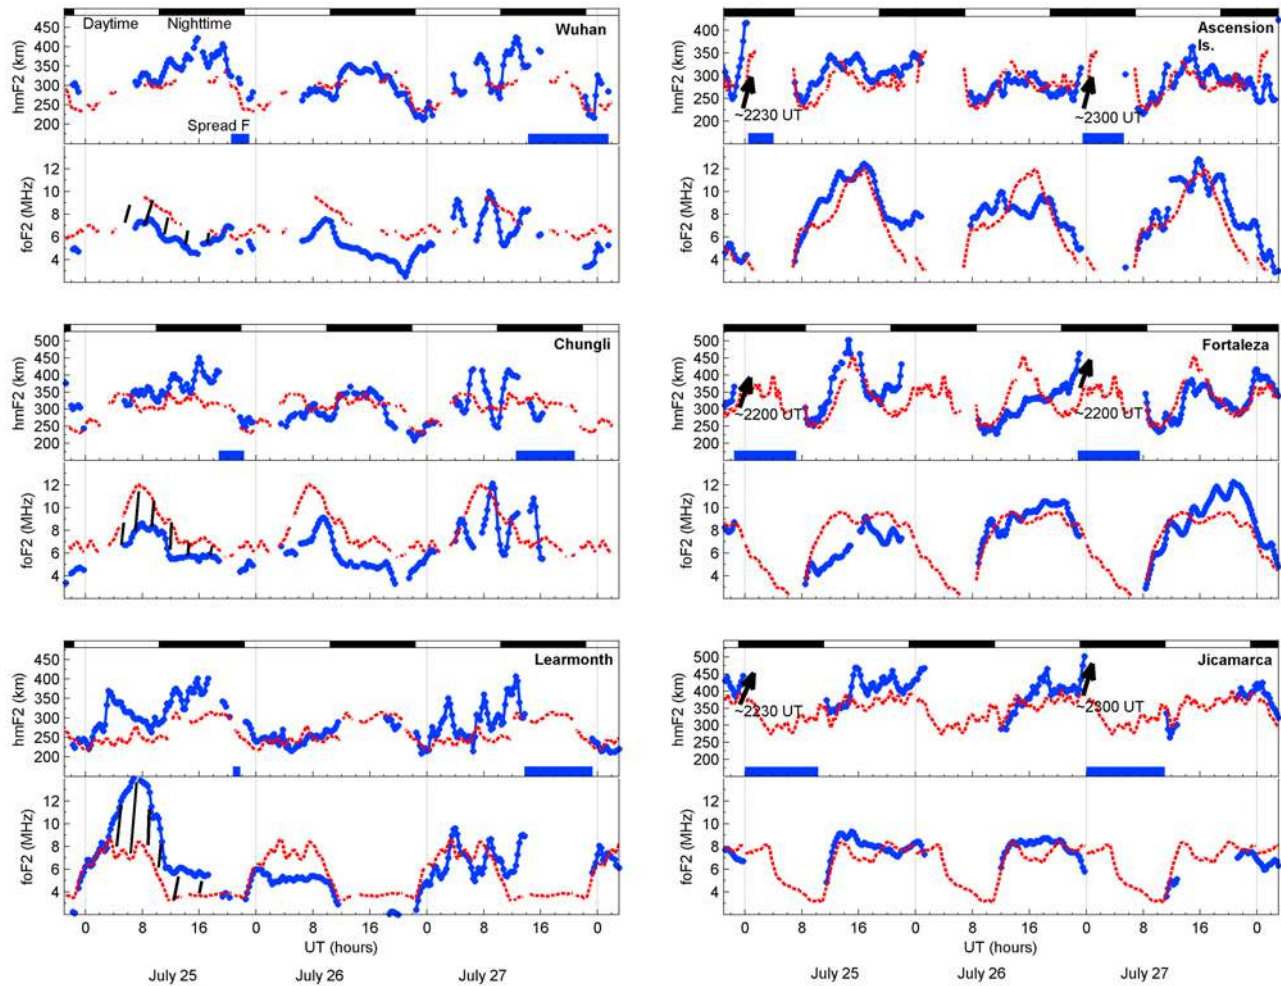 Daytime Nighttime
Wuhan
hmF2 (km)
500
450
400
350
300
250
200
Spread F
foF2 (MHz)
12
10
8
6
4
Ascension
Is.
hmF2 (km)
400
300
200
~2230 UT
~2300 UT
foF2 (MHz)
12
10
8
6
4
Chungli
hmF2 (km)
500
450
400
350
300
250
200
foF2 (MHz)
12
10
8
6
4
Fortaleza
hmF2 (km)
500
450
400
350
300
250
200
~2200 UT
~2200 UT
foF2 (MHz)
12
10
8
6
4
Learmonth
hmF2 (km)
450
400
350
300
250
200
foF2 (MHz)
12
10
8
6
4
2
0 8 16 0 8 16 0 8 16 0
UT (hours)
July 25 July 26 July 27
Jicamarca
hmF2 (km)
500
450
400
350
300
250
200
~2230 UT
~2300 UT
foF2 (MHz)
12
10
8
6
4
0 8 16 0 8 16 0 8 16 0
UT (hours)
July 25 July 26 July 27